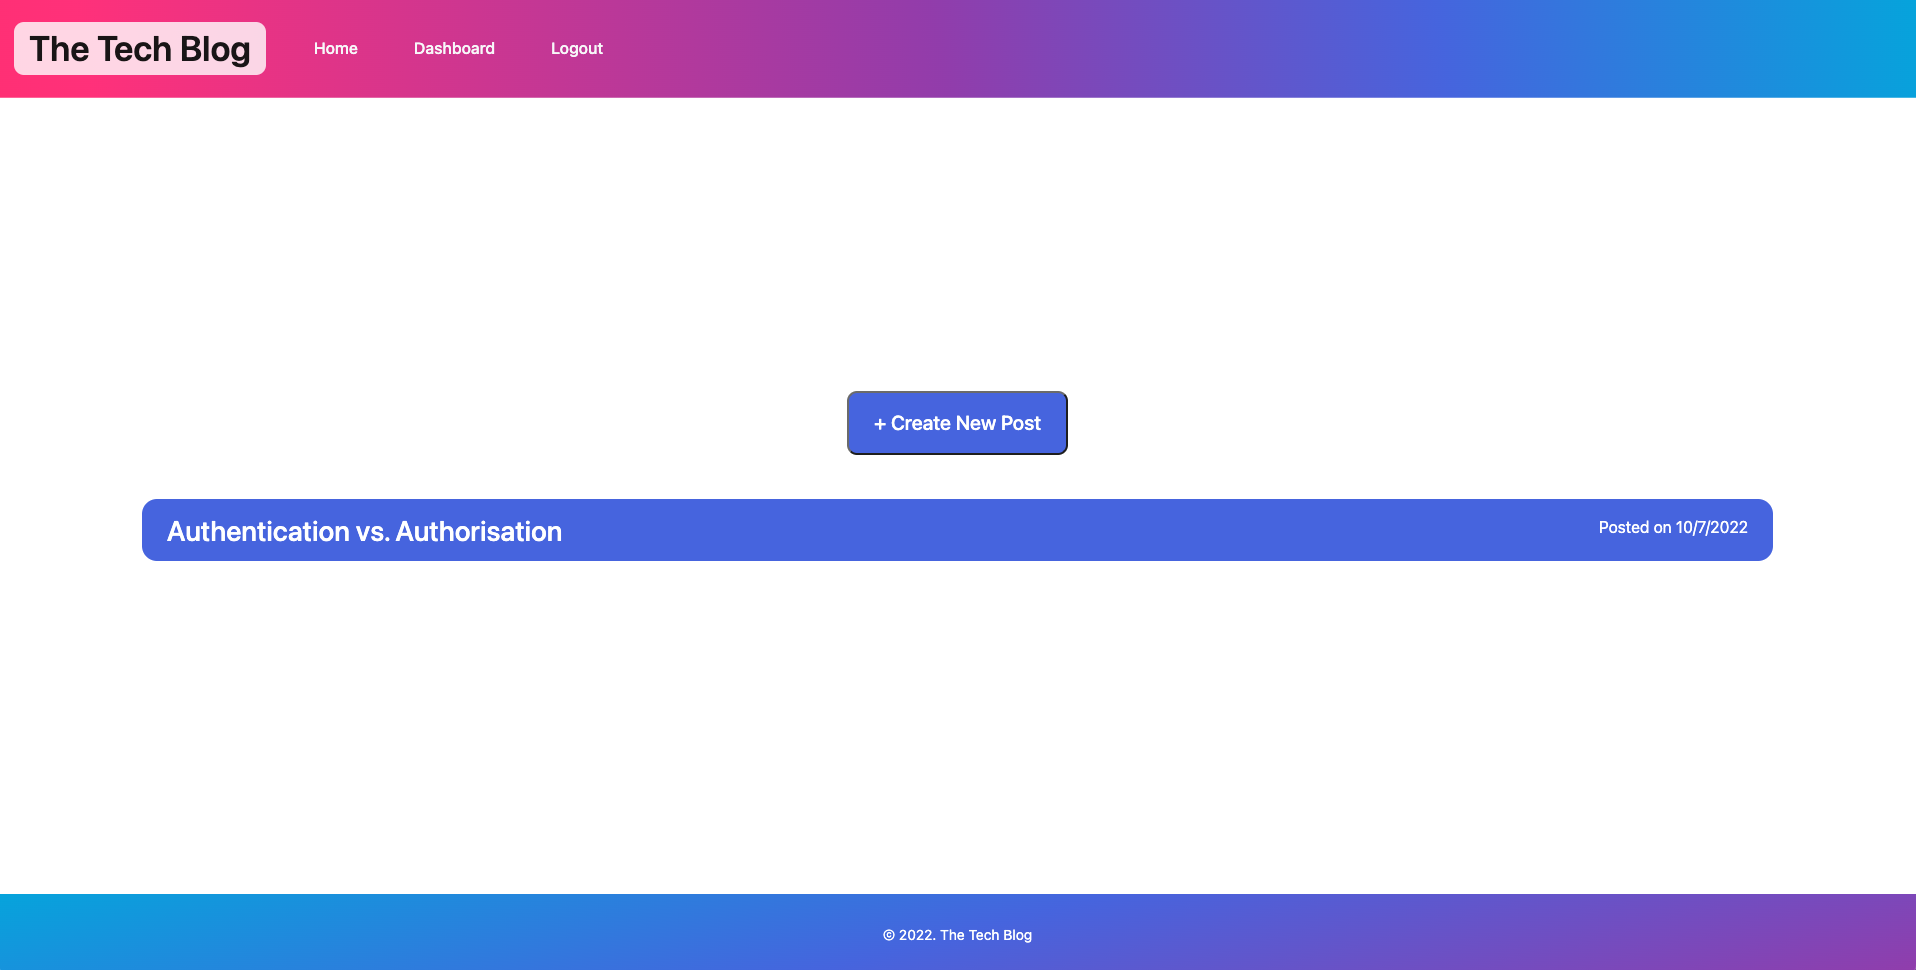 The Tech Blog
Home Dashboard Logout
+ Create New Post
Authentication vs. Authorisation
Posted on 10/7/2022
© 2022. The Tech Blog